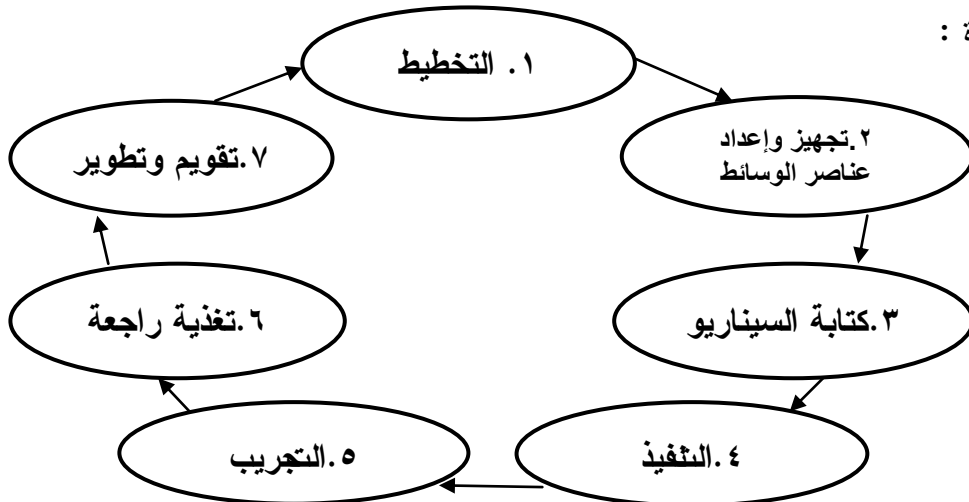 ة :
١. التخطيط
٢.تجهيز وإعداد
عناصر الوسائط
٣.كتابة السيناريو
٤.التنفيذ
٥.التجريب
٦.تغذية راجعة
٧.تقويم وتطوير